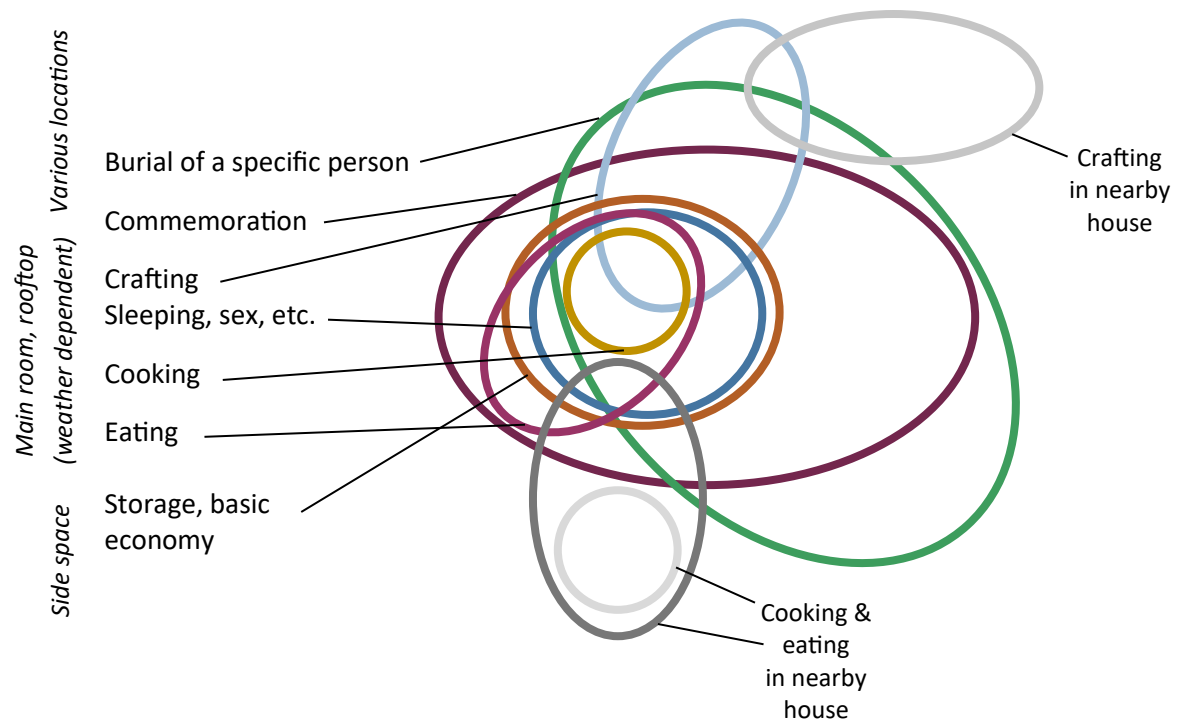 Various locations
Main room, rooftop
(weather dependent)
Side space
Burial of a specific person
Commemoration
Crafting
Sleeping, sex, etc.
Cooking
Eating
Storage, basic
economy
Crafting
in nearby
house
Cooking &
eating
in nearby
house